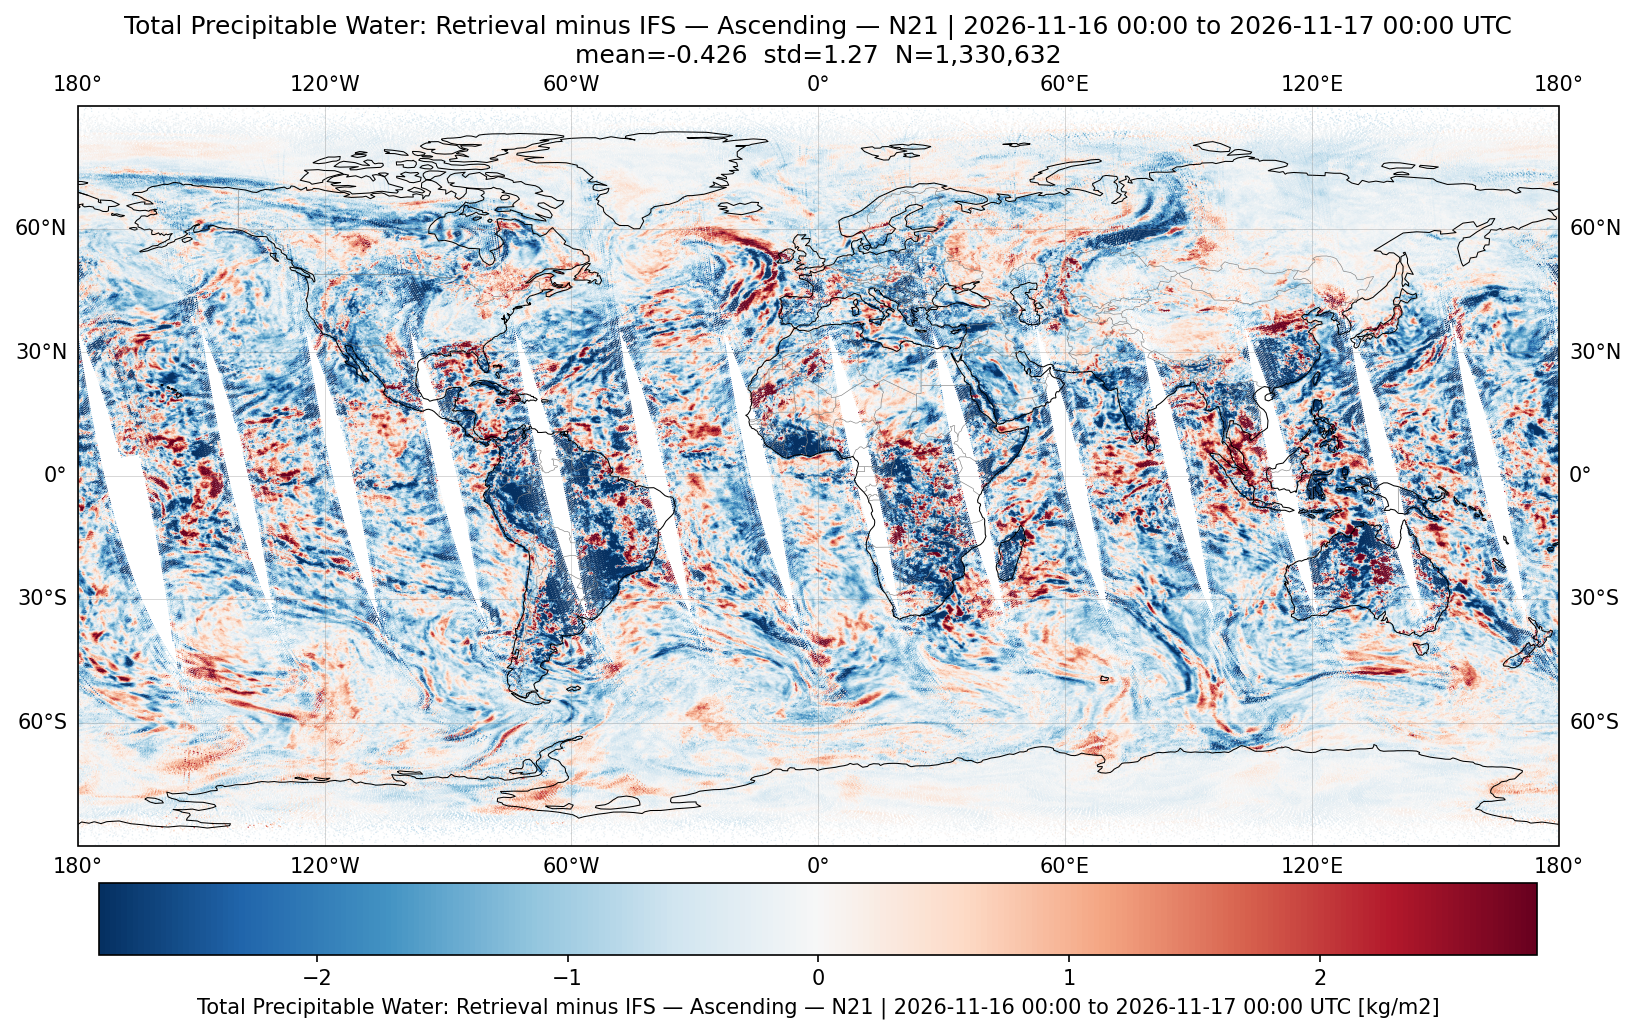 Total Precipitable Water: Retrieval minus IFS — Ascending — N21 | 2026-11-16 00:00 to 2026-11-17 00:00 UTC
mean=-0.426  std=1.27  N=1,330,632
180° 120°W 60°W 0° 60°E 120°E 180°
60°N 60°N
30°N 30°N
0° 0°
30°S 30°S
60°S 60°S
180° 120°W 60°W 0° 60°E 120°E 180°
−2 −1 0 1 2
Total Precipitable Water: Retrieval minus IFS — Ascending — N21 | 2026-11-16 00:00 to 2026-11-17 00:00 UTC [kg/m2]